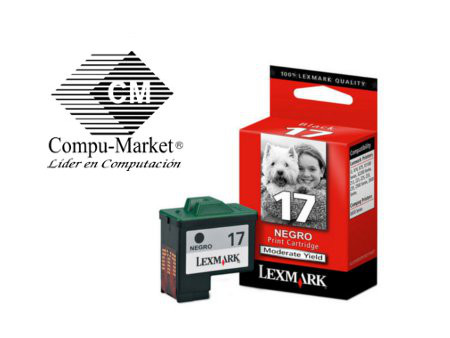 CM
Compu-Market®
Líder en Computación
100% LEXMARK QUALITY
Black
17
17
NEGRO
Print Cartridge
Moderate Yield
LEXMARK
NEGRO
17
LEXMARK